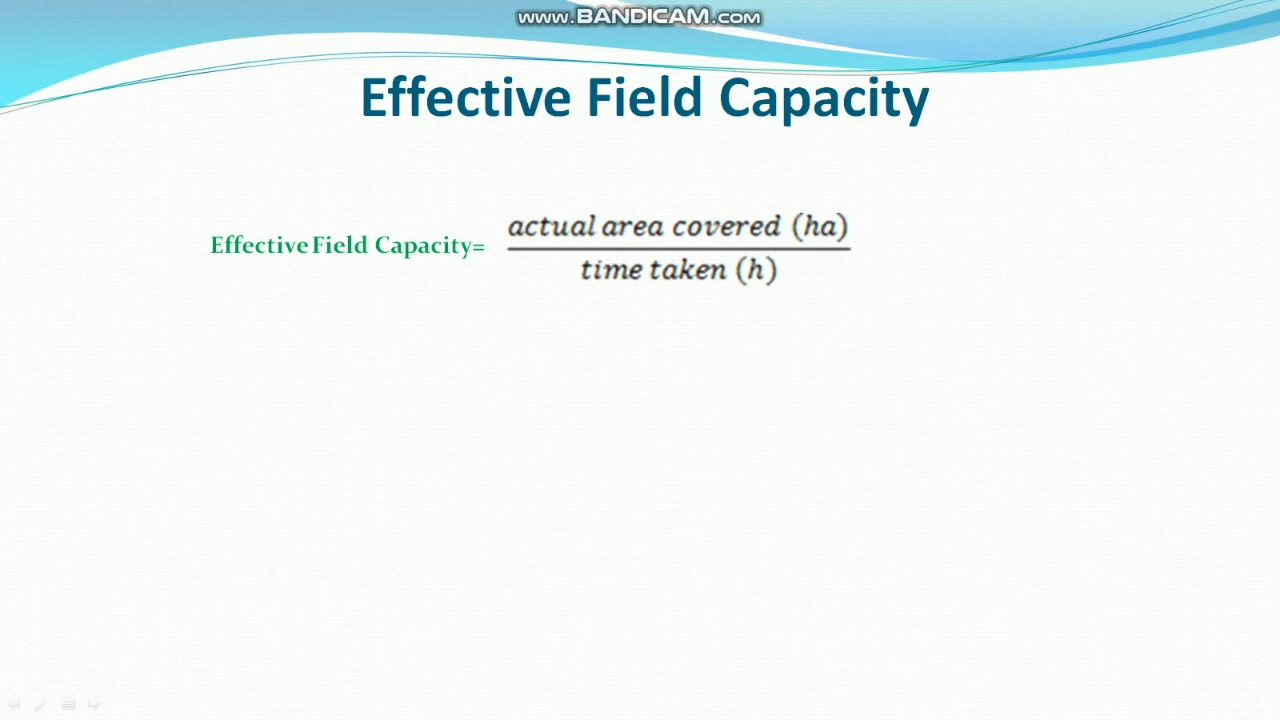 www.BANDICAM.com
Effective Field Capacity
Effective Field Capacity= actual area covered (ha)
time taken (h)